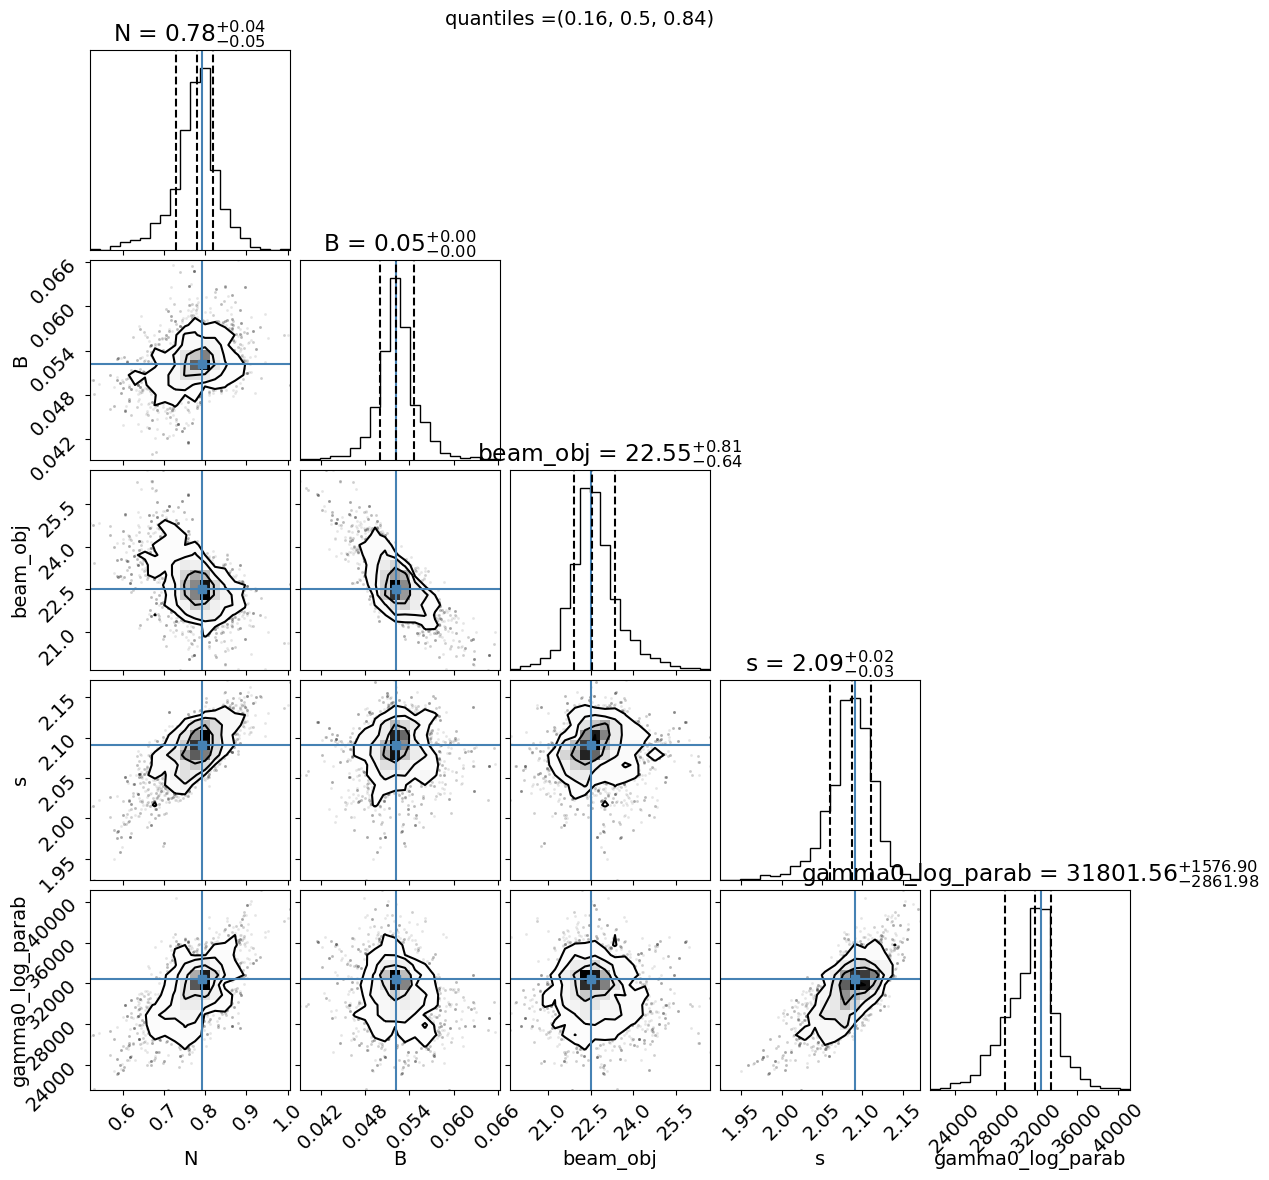 quantiles =(0.16, 0.5, 0.84)
N = 0.78+0.04−0.05
B = 0.05+0.00−0.00
0.066
0.060
0.054
0.048
0.042
B
beam_obj = 22.55+0.81−0.64
25.5
24.0
22.5
21.0
beam_obj
s = 2.09+0.02−0.03
2.15
2.10
2.05
2.00
1.95
s
gamma0_log_parab = 31801.56+1576.90−2861.98
40000
36000
32000
28000
24000
gamma0_log_parab
0.6 0.7 0.8 0.9 1.0
0.042 0.048 0.054 0.060 0.066
21.0 22.5 24.0 25.5
1.95 2.00 2.05 2.10 2.15
24000 28000 32000 36000 40000
N B beam_obj s gamma0_log_parab